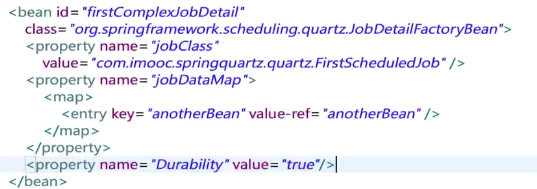 <bean id="firstComplexJobDetail"
class="org.springframework.scheduling.quartz.JobDetailFactoryBean">
<property name="jobClass"
value="com.imooc.springquartz.quartz.FirstScheduledJob" />
<property name="jobDataMap">
<map>
<entry key="anotherBean" value-ref="anotherBean" />
</map>
</property>
<property name="Durability" value="true"/>
</bean>